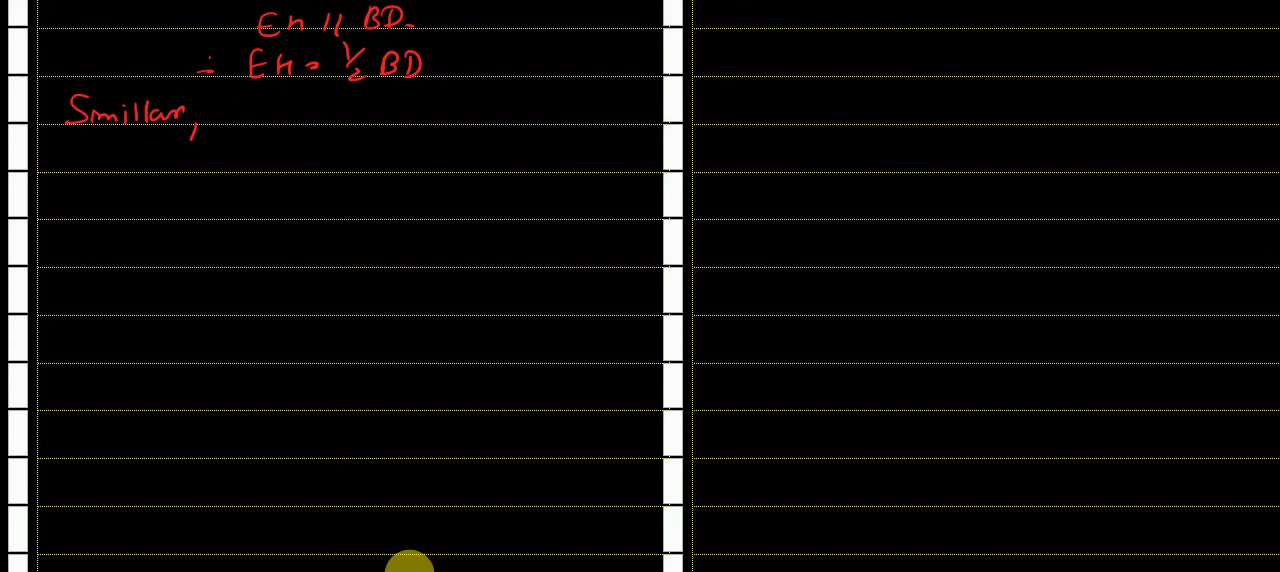 EH || BD.
∴ EH = 1/2 BD
Smillar,